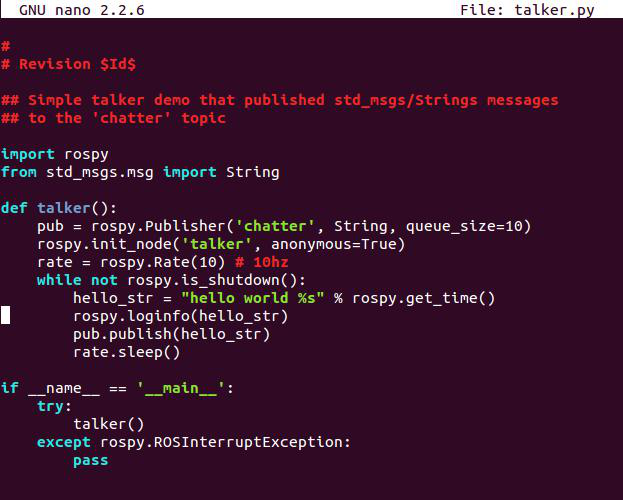 GNU nano 2.2.6 File: talker.py
#
# Revision $Id$
## Simple talker demo that published std_msgs/Strings messages
## to the 'chatter' topic
import rospy
from std_msgs.msg import String
def talker():
    pub = rospy.Publisher('chatter', String, queue_size=10)
    rospy.init_node('talker', anonymous=True)
    rate = rospy.Rate(10) # 10hz
    while not rospy.is_shutdown():
        hello_str = "hello world %s" % rospy.get_time()
        rospy.loginfo(hello_str)
        pub.publish(hello_str)
        rate.sleep()
if __name__ == '__main__':
    try:
        talker()
    except rospy.ROSInterruptException:
        pass